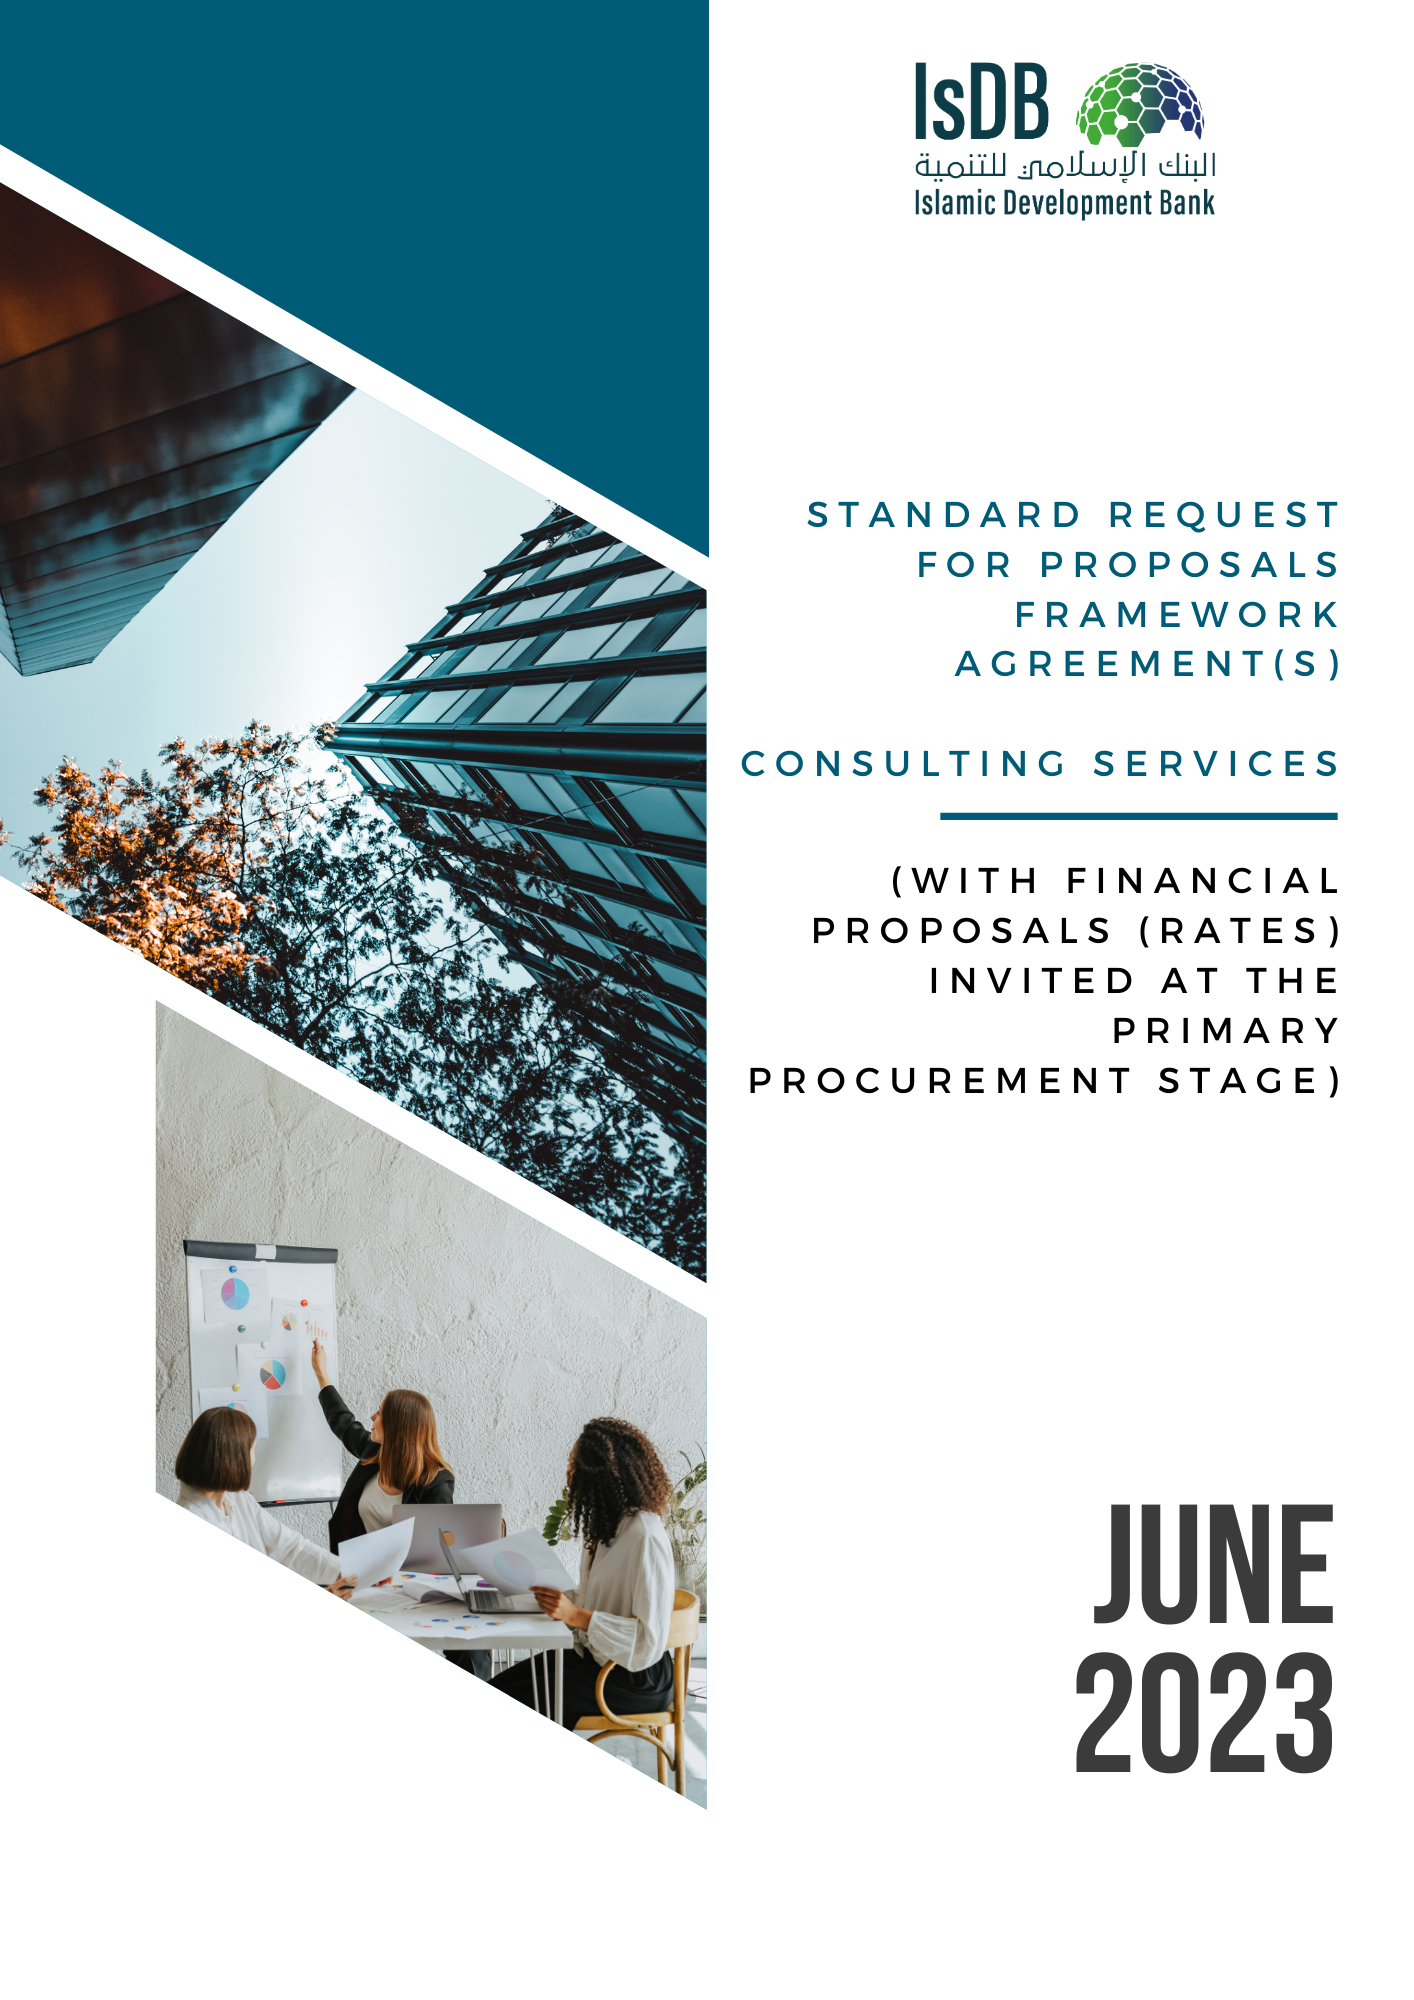 IsDB
البنك الإسلامي للتنمية
Islamic Development Bank
STANDARD REQUEST
FOR PROPOSALS
FRAMEWORK
AGREEMENT(S)
CONSULTING SERVICES
(WITH FINANCIAL
PROPOSALS (RATES)
INVITED AT THE
PRIMARY
PROCUREMENT STAGE)
JUNE
2023